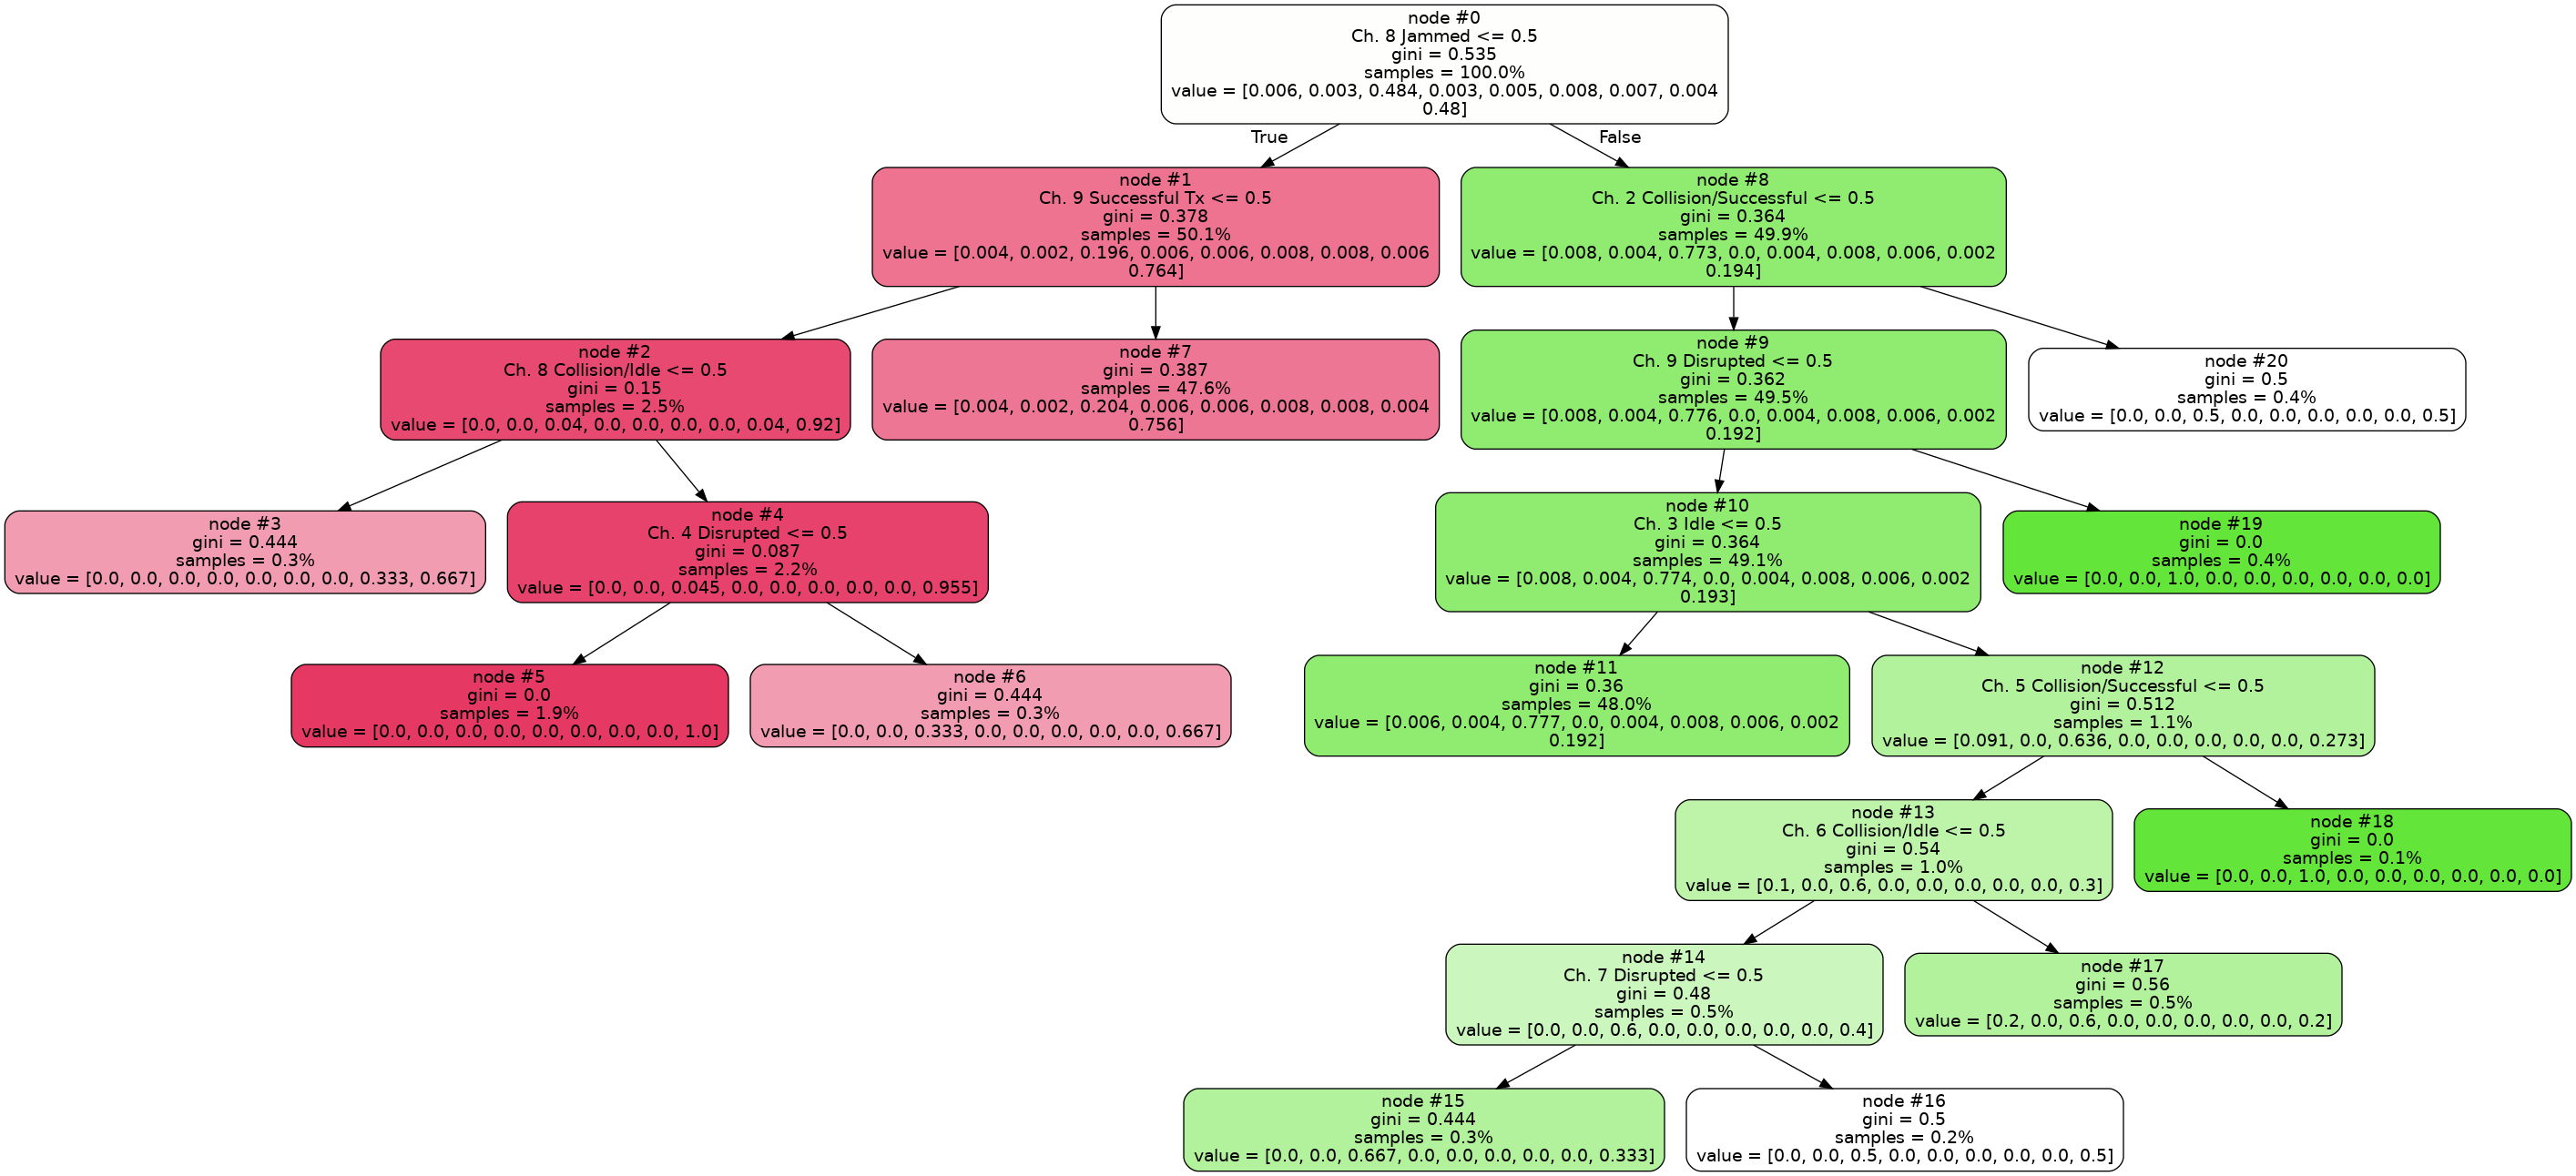 node #0
Ch. 8 Jammed <= 0.5
gini = 0.535
samples = 100.0%
value = [0.006, 0.003, 0.484, 0.003, 0.005, 0.008, 0.007, 0.004
0.48]
True
False
node #1
Ch. 9 Successful Tx <= 0.5
gini = 0.378
samples = 50.1%
value = [0.004, 0.002, 0.196, 0.006, 0.006, 0.008, 0.008, 0.006
0.764]
node #8
Ch. 2 Collision/Successful <= 0.5
gini = 0.364
samples = 49.9%
value = [0.008, 0.004, 0.773, 0.0, 0.004, 0.008, 0.006, 0.002
0.194]
node #2
Ch. 8 Collision/Idle <= 0.5
gini = 0.15
samples = 2.5%
value = [0.0, 0.0, 0.04, 0.0, 0.0, 0.0, 0.0, 0.04, 0.92]
node #7
gini = 0.387
samples = 47.6%
value = [0.004, 0.002, 0.204, 0.006, 0.006, 0.008, 0.008, 0.004
0.756]
node #9
Ch. 9 Disrupted <= 0.5
gini = 0.362
samples = 49.5%
value = [0.008, 0.004, 0.776, 0.0, 0.004, 0.008, 0.006, 0.002
0.192]
node #20
gini = 0.5
samples = 0.4%
value = [0.0, 0.0, 0.5, 0.0, 0.0, 0.0, 0.0, 0.0, 0.5]
node #3
gini = 0.444
samples = 0.3%
value = [0.0, 0.0, 0.0, 0.0, 0.0, 0.0, 0.0, 0.333, 0.667]
node #4
Ch. 4 Disrupted <= 0.5
gini = 0.087
samples = 2.2%
value = [0.0, 0.0, 0.045, 0.0, 0.0, 0.0, 0.0, 0.0, 0.955]
node #10
Ch. 3 Idle <= 0.5
gini = 0.364
samples = 49.1%
value = [0.008, 0.004, 0.774, 0.0, 0.004, 0.008, 0.006, 0.002
0.193]
node #19
gini = 0.0
samples = 0.4%
value = [0.0, 0.0, 1.0, 0.0, 0.0, 0.0, 0.0, 0.0, 0.0]
node #5
gini = 0.0
samples = 1.9%
value = [0.0, 0.0, 0.0, 0.0, 0.0, 0.0, 0.0, 0.0, 1.0]
node #6
gini = 0.444
samples = 0.3%
value = [0.0, 0.0, 0.333, 0.0, 0.0, 0.0, 0.0, 0.0, 0.667]
node #11
gini = 0.36
samples = 48.0%
value = [0.006, 0.004, 0.777, 0.0, 0.004, 0.008, 0.006, 0.002
0.192]
node #12
Ch. 5 Collision/Successful <= 0.5
gini = 0.512
samples = 1.1%
value = [0.091, 0.0, 0.636, 0.0, 0.0, 0.0, 0.0, 0.0, 0.273]
node #13
Ch. 6 Collision/Idle <= 0.5
gini = 0.54
samples = 1.0%
value = [0.1, 0.0, 0.6, 0.0, 0.0, 0.0, 0.0, 0.0, 0.3]
node #18
gini = 0.0
samples = 0.1%
value = [0.0, 0.0, 1.0, 0.0, 0.0, 0.0, 0.0, 0.0, 0.0]
node #14
Ch. 7 Disrupted <= 0.5
gini = 0.48
samples = 0.5%
value = [0.0, 0.0, 0.6, 0.0, 0.0, 0.0, 0.0, 0.0, 0.4]
node #17
gini = 0.56
samples = 0.5%
value = [0.2, 0.0, 0.6, 0.0, 0.0, 0.0, 0.0, 0.0, 0.2]
node #15
gini = 0.444
samples = 0.3%
value = [0.0, 0.0, 0.667, 0.0, 0.0, 0.0, 0.0, 0.0, 0.333]
node #16
gini = 0.5
samples = 0.2%
value = [0.0, 0.0, 0.5, 0.0, 0.0, 0.0, 0.0, 0.0, 0.5]